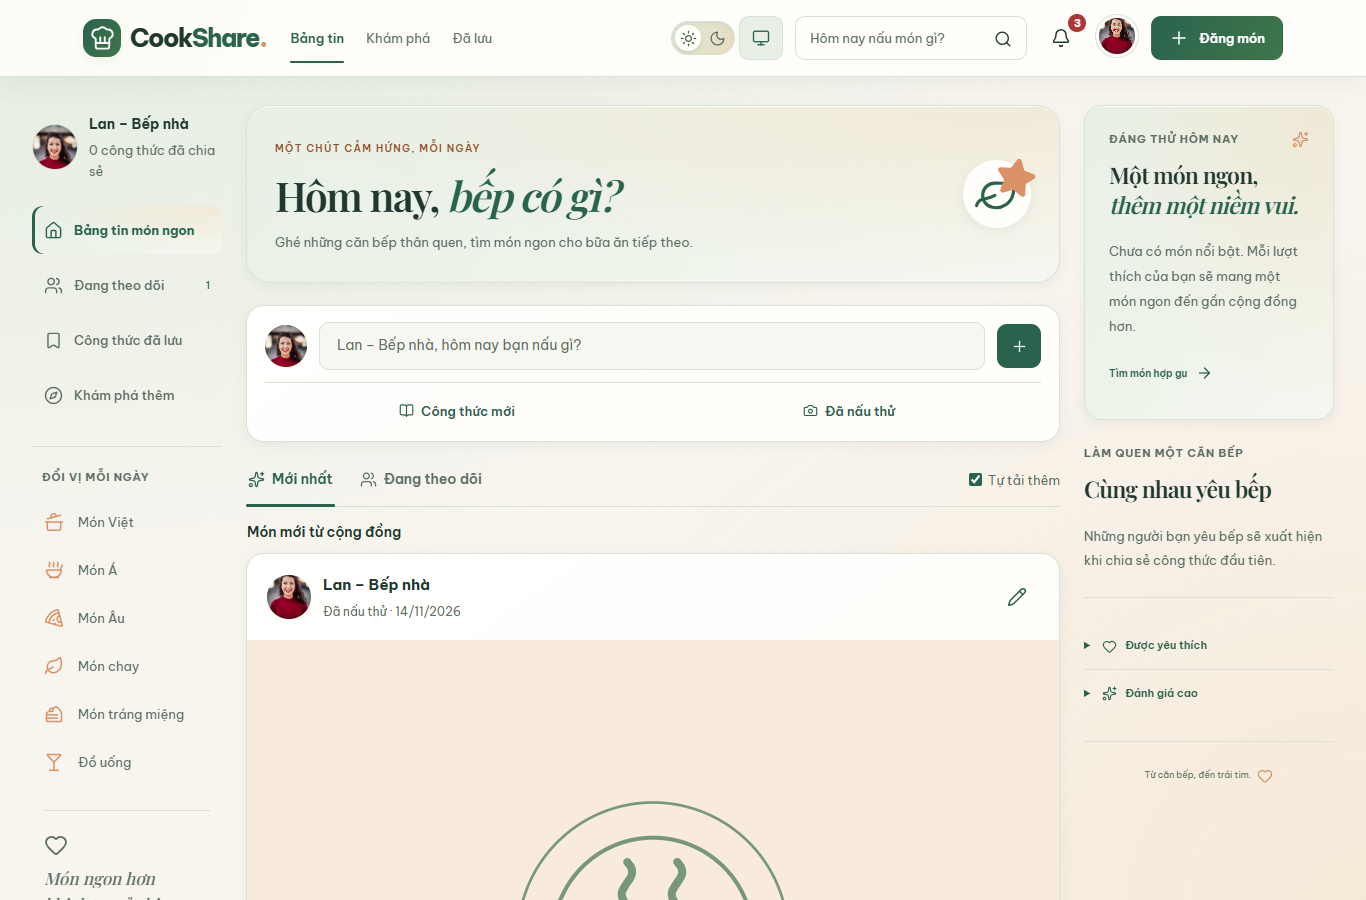 CookShare.
Bảng tin
Khám phá
Đã lưu
Hôm nay nấu món gì?
3
Đăng món
Lan – Bếp nhà
0 công thức đã chia
sẻ
Bảng tin món ngon
Đang theo dõi
1
Công thức đã lưu
Khám phá thêm
ĐỔI VỊ MỖI NGÀY
Món Việt
Món Á
Món Âu
Món chay
Món tráng miệng
Đồ uống
Món ngon hơn
MỘT CHÚT CẢM HỨNG, MỖI NGÀY
Hôm nay, bếp có gì?
Ghé những căn bếp thân quen, tìm món ngon cho bữa ăn tiếp theo.
Lan – Bếp nhà, hôm nay bạn nấu gì?
Công thức mới
Đã nấu thử
Mới nhất
Đang theo dõi
Tự tải thêm
Món mới từ cộng đồng
Lan – Bếp nhà
Đã nấu thử · 14/11/2026
ĐÁNG THỬ HÔM NAY
Một món ngon,
thêm một niềm vui.
Chưa có món nổi bật. Mỗi lượt
thích của bạn sẽ mang một
món ngon đến gần cộng đồng
hơn.
Tìm món hợp gu
LÀM QUEN MỘT CĂN BẾP
Cùng nhau yêu bếp
Những người bạn yêu bếp sẽ xuất hiện
khi chia sẻ công thức đầu tiên.
Được yêu thích
Đánh giá cao
Từ căn bếp, đến trái tim.